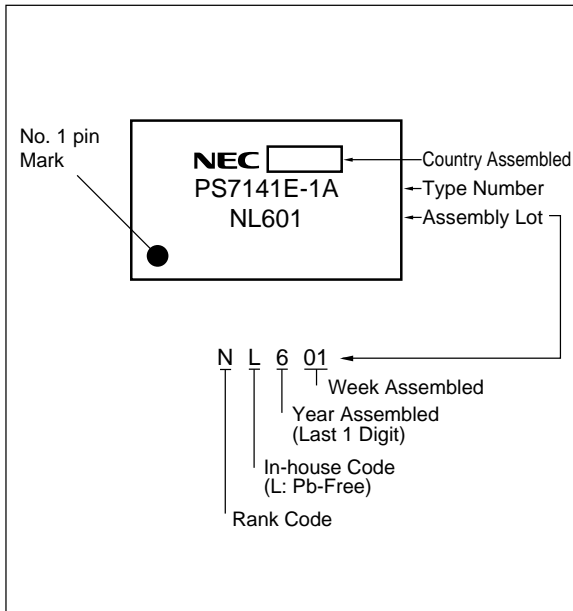 No. 1 pin
Mark
NEC
Country Assembled
PS7141E-1A
Type Number
NL601
Assembly Lot
N L 6 01
Week Assembled
Year Assembled
(Last 1 Digit)
In-house Code
(L: Pb-Free)
Rank Code